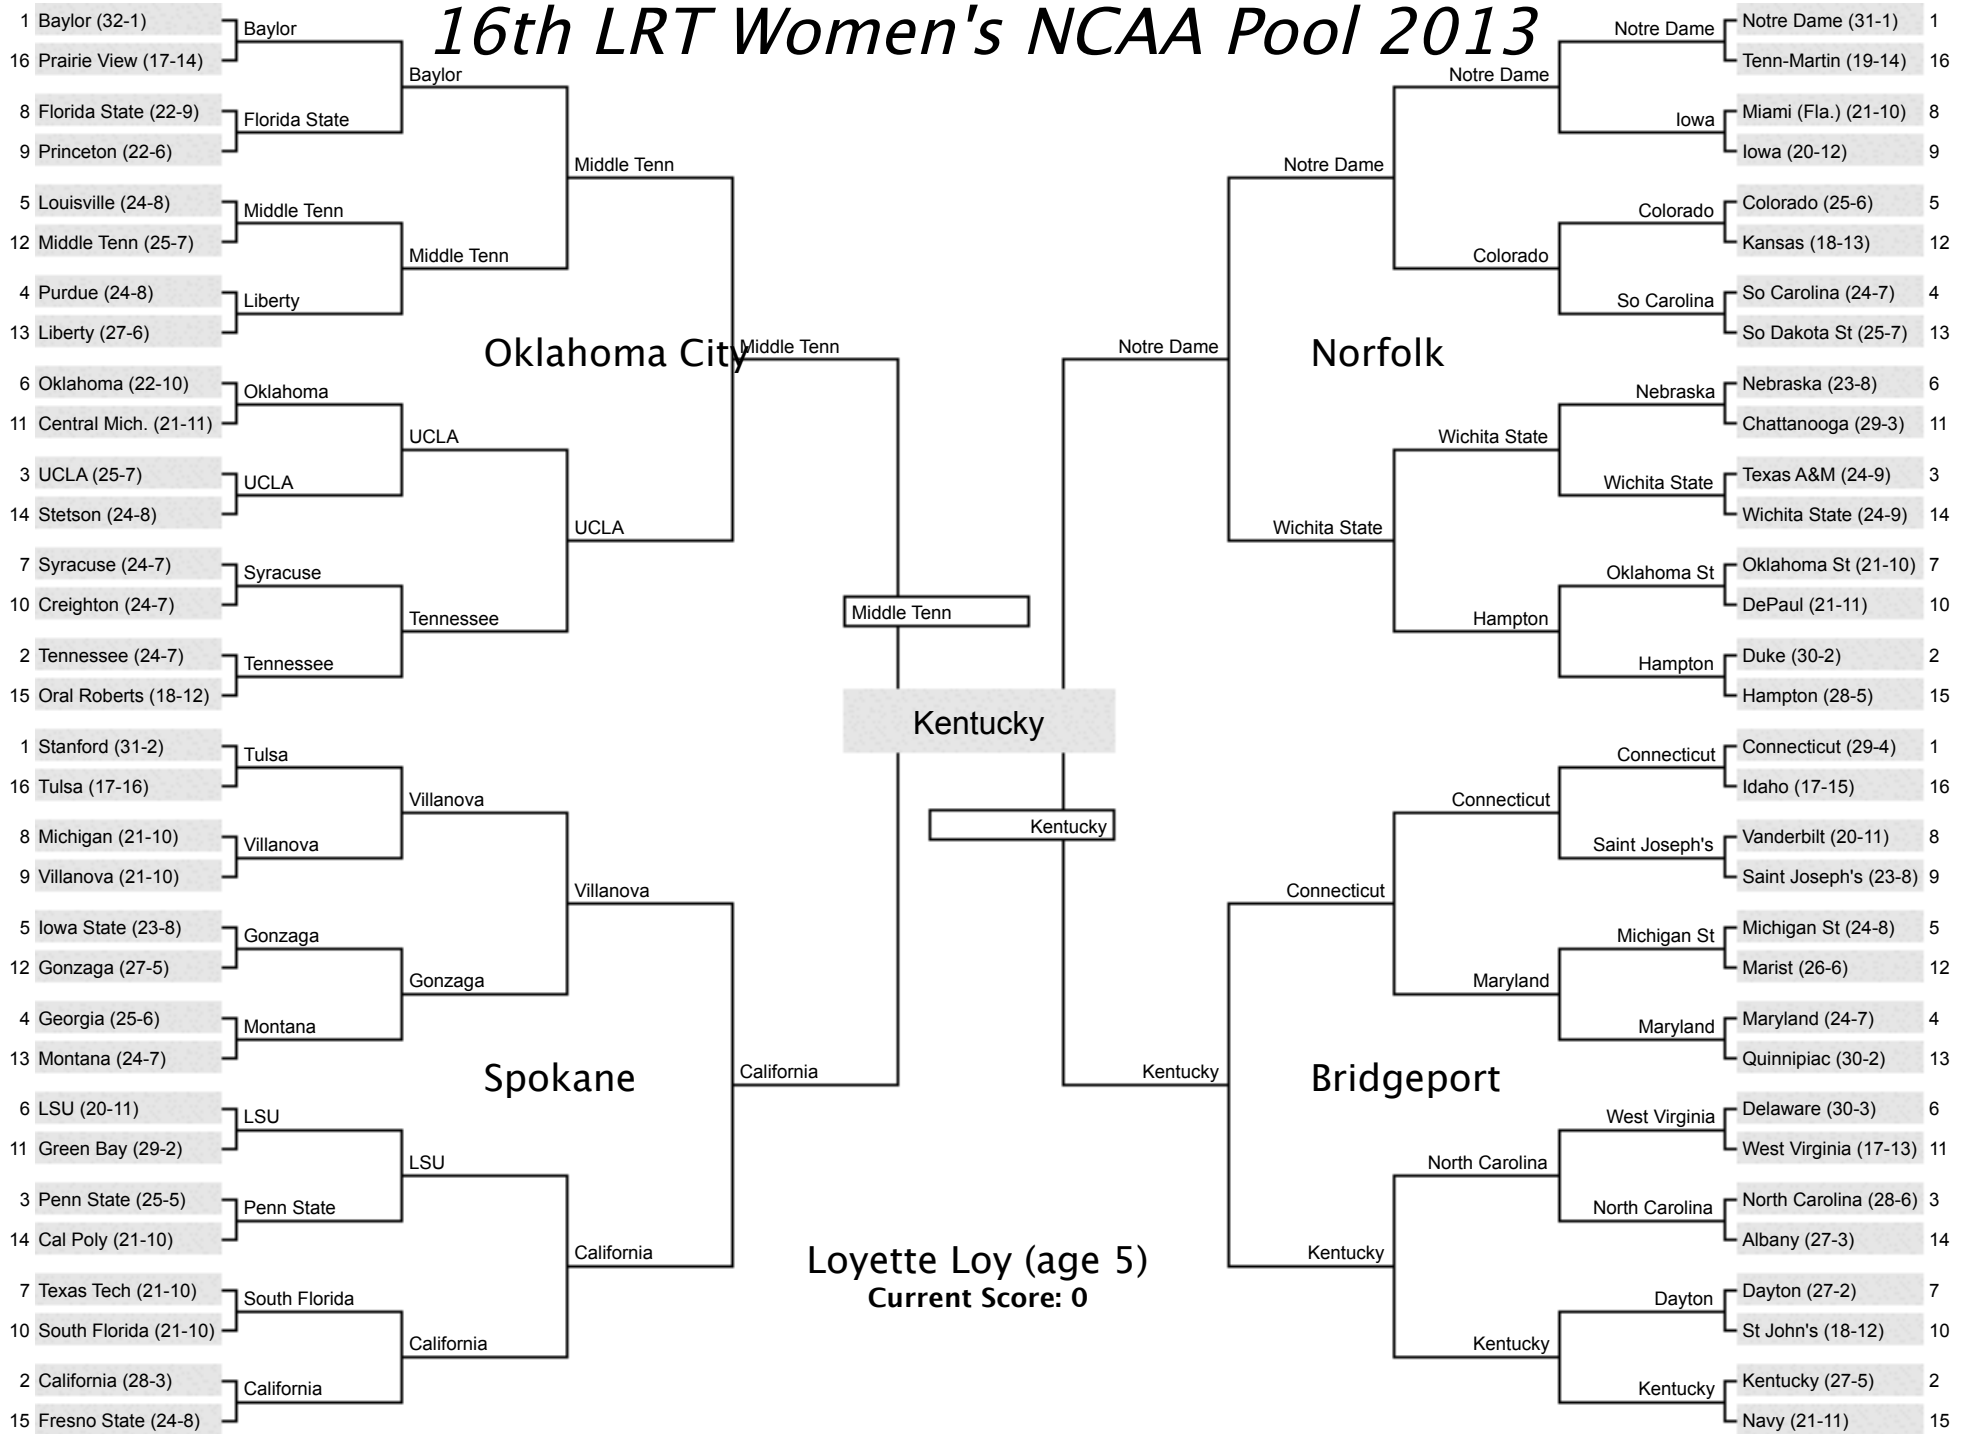 16th LRT Women's NCAA Pool 2013
1 Baylor (32-1)
16 Prairie View (17-14)
8 Florida State (22-9)
9 Princeton (22-6)
5 Louisville (24-8)
12 Middle Tenn (25-7)
4 Purdue (24-8)
13 Liberty (27-6)
6 Oklahoma (22-10)
11 Central Mich. (21-11)
3 UCLA (25-7)
14 Stetson (24-8)
7 Syracuse (24-7)
10 Creighton (24-7)
2 Tennessee (24-7)
15 Oral Roberts (18-12)
Baylor
Florida State
Middle Tenn
Liberty
Oklahoma
UCLA
Syracuse
Tennessee
Baylor
Middle Tenn
UCLA
Tennessee
Middle Tenn
UCLA
Oklahoma City
Middle Tenn
1 Stanford (31-2)
16 Tulsa (17-16)
8 Michigan (21-10)
9 Villanova (21-10)
5 Iowa State (23-8)
12 Gonzaga (27-5)
4 Georgia (25-6)
13 Montana (24-7)
6 LSU (20-11)
11 Green Bay (29-2)
3 Penn State (25-5)
14 Cal Poly (21-10)
7 Texas Tech (21-10)
10 South Florida (21-10)
2 California (28-3)
15 Fresno State (24-8)
Tulsa
Villanova
Gonzaga
Montana
LSU
Penn State
South Florida
California
Villanova
Gonzaga
LSU
California
Villanova
California
Spokane
California
Middle Tenn
Kentucky
Kentucky
Loyette Loy (age 5)
Current Score: 0
Notre Dame (31-1) 1
Tenn-Martin (19-14) 16
Miami (Fla.) (21-10) 8
Iowa (20-12) 9
Colorado (25-6) 5
Kansas (18-13) 12
So Carolina (24-7) 4
So Dakota St (25-7) 13
Nebraska (23-8) 6
Chattanooga (29-3) 11
Texas A&M (24-9) 3
Wichita State (24-9) 14
Oklahoma St (21-10) 7
DePaul (21-11) 10
Duke (30-2) 2
Hampton (28-5) 15
Notre Dame
Iowa
Colorado
So Carolina
Nebraska
Wichita State
Oklahoma St
Hampton
Notre Dame
Colorado
Wichita State
Hampton
Notre Dame
Wichita State
Norfolk
Notre Dame
Connecticut (29-4) 1
Idaho (17-15) 16
Vanderbilt (20-11) 8
Saint Joseph's (23-8) 9
Michigan St (24-8) 5
Marist (26-6) 12
Maryland (24-7) 4
Quinnipiac (30-2) 13
Delaware (30-3) 6
West Virginia (17-13) 11
North Carolina (28-6) 3
Albany (27-3) 14
Dayton (27-2) 7
St John's (18-12) 10
Kentucky (27-5) 2
Navy (21-11) 15
Connecticut
Saint Joseph's
Michigan St
Maryland
West Virginia
North Carolina
Dayton
Kentucky
Connecticut
Maryland
North Carolina
Kentucky
Connecticut
Kentucky
Bridgeport
Kentucky